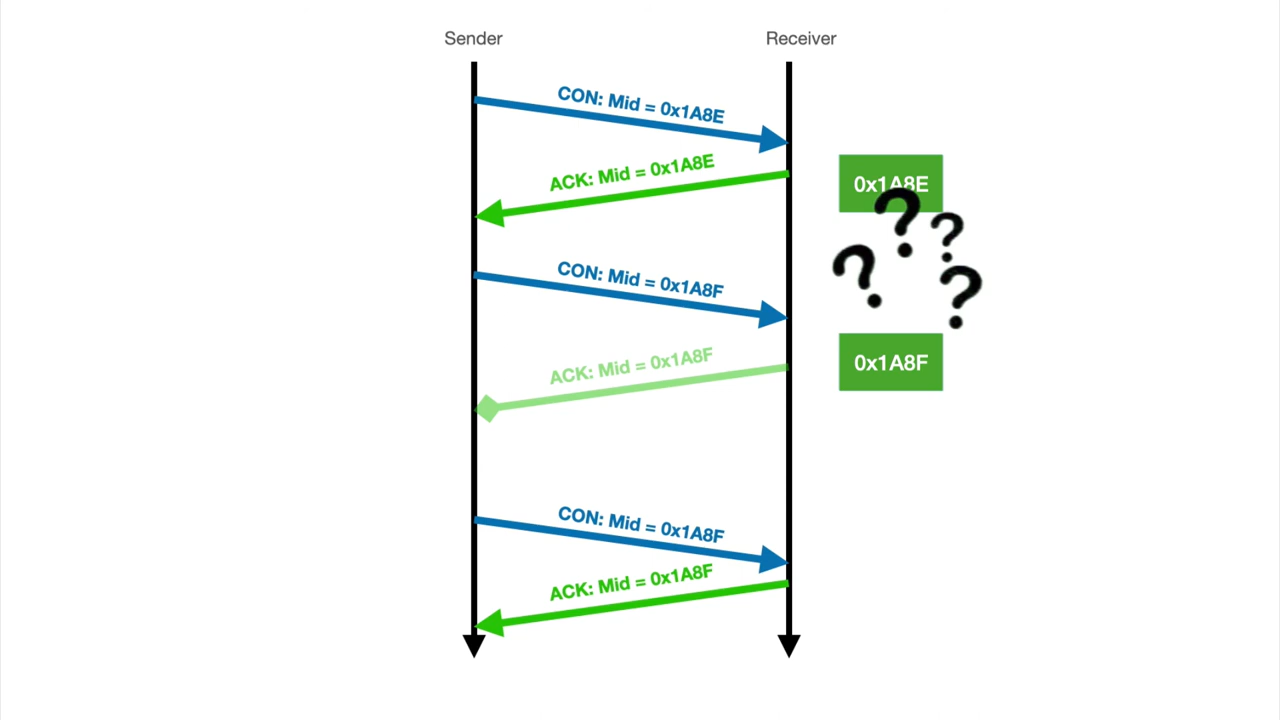 Sender
Receiver
CON: Mid = 0x1A8E
ACK: Mid = 0x1A8E
0x1A8E
? ?
? ?
CON: Mid = 0x1A8F
ACK: Mid = 0x1A8F
0x1A8F
CON: Mid = 0x1A8F
ACK: Mid = 0x1A8F